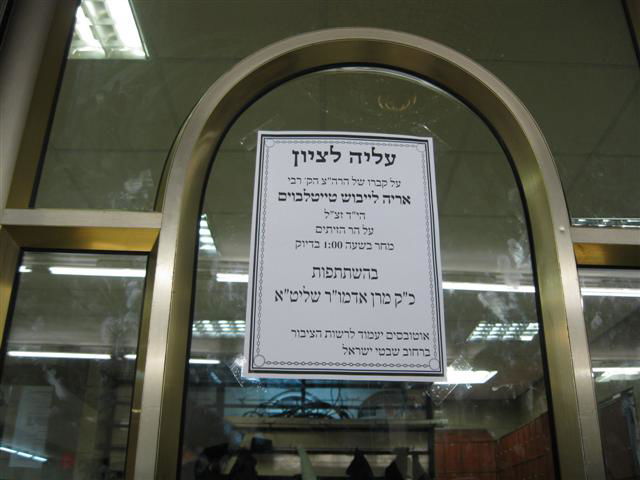 עליה לציון
על קברו של הרה"צ הק' רבי
אריה לייבוש טייטלבוים
הי"ד זצ"ל
על הר הזיתים
מחר בשעה 1:00 בדיוק
בהשתתפות
כ"ק מרן אדמו"ר שליט"א
אוטובסים יעמוד לרשות הציבור
ברחוב שבטי ישראל